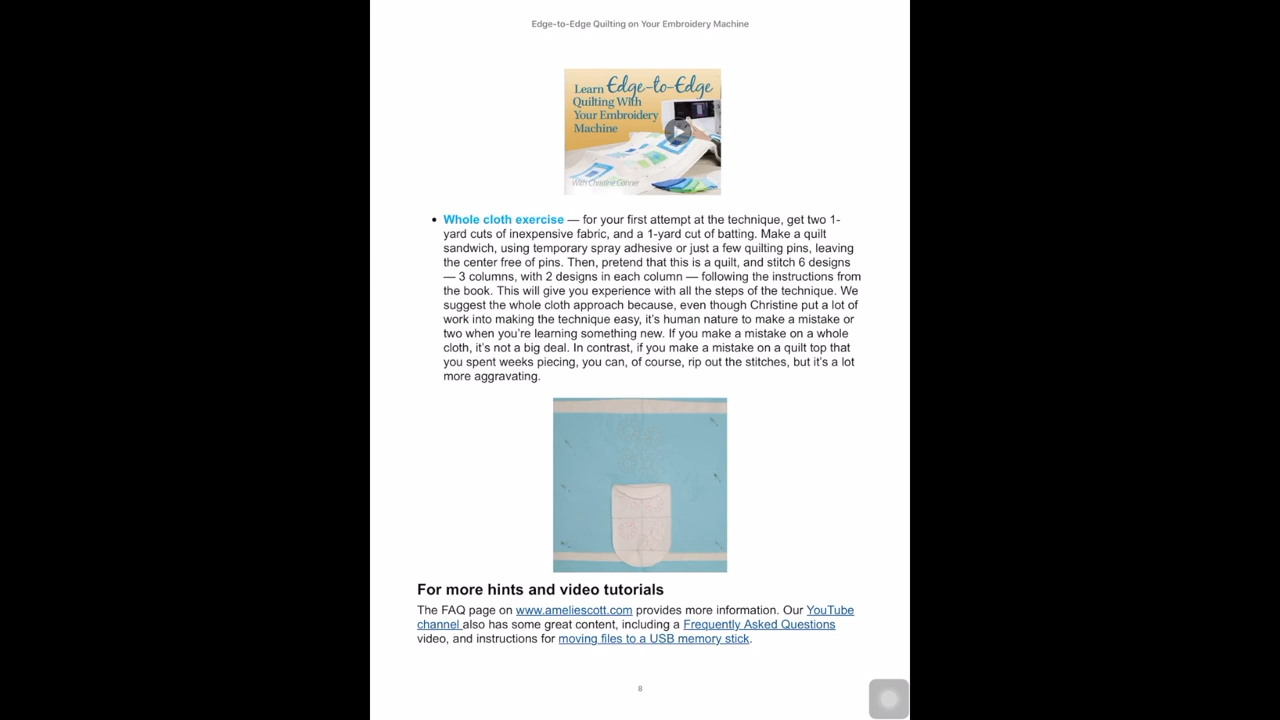 Edge-to-Edge Quilting on Your Embroidery Machine
Learn Edge-to-Edge
Quilting With
Your Embroidery
Machine
With Christine Conner
• Whole cloth exercise — for your first attempt at the technique, get two 1-
yard cuts of inexpensive fabric, and a 1-yard cut of batting. Make a quilt
sandwich, using temporary spray adhesive or just a few quilting pins, leaving
the center free of pins. Then, pretend that this is a quilt, and stitch 6 designs
— 3 columns, with 2 designs in each column — following the instructions from
the book. This will give you experience with all the steps of the technique. We
suggest the whole cloth approach because, even though Christine put a lot of
work into making the technique easy, it’s human nature to make a mistake or
two when you’re learning something new. If you make a mistake on a whole
cloth, it’s not a big deal. In contrast, if you make a mistake on a quilt top that
you spent weeks piecing, you can, of course, rip out the stitches, but it’s a lot
more aggravating.
For more hints and video tutorials
The FAQ page on www.ameliescott.com provides more information. Our YouTube
channel also has some great content, including a Frequently Asked Questions
video, and instructions for moving files to a USB memory stick.
8